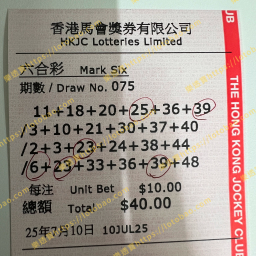 香港馬會獎券有限公司
HKJC Lotteries Limited
六合彩 Mark Six
期數 / Draw No. 075
11+18+20+25+36+39
/3+10+21+30+37+40
/2+3+23+24+38+44
/6+23+33+36+39+48
每注 Unit Bet $10.00
總額 Total $40.00
25年7月10日 10JUL25
UB
THE HONG KONG JOCKEY CLUB